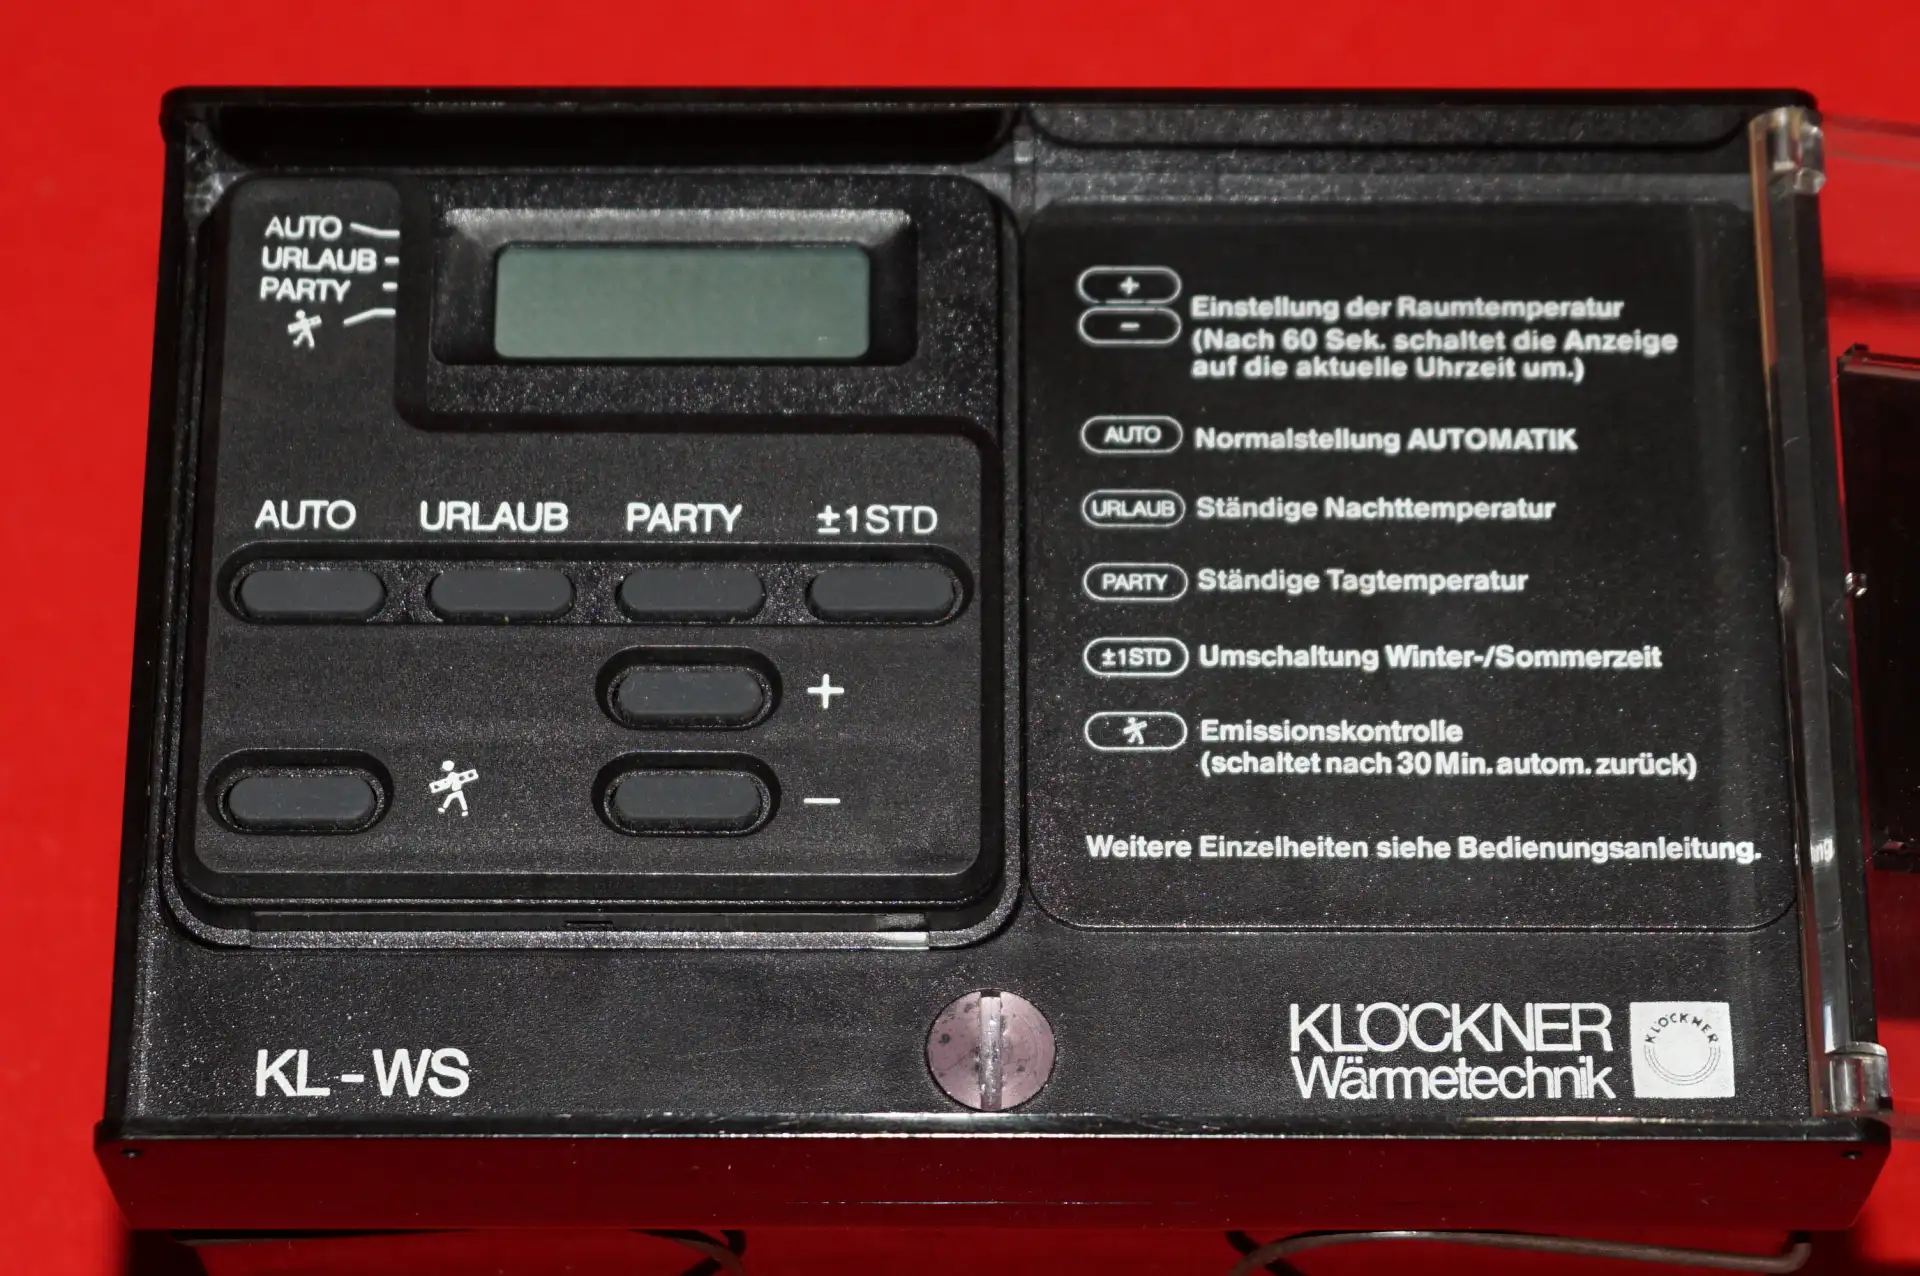 AUTO
URLAUB
PARTY
AUTO URLAUB PARTY ±1STD
+
−
+
−
Einstellung der Raumtemperatur
(Nach 60 Sek. schaltet die Anzeige
auf die aktuelle Uhrzeit um.)
AUTO Normalstellung AUTOMATIK
URLAUB Ständige Nachttemperatur
PARTY Ständige Tagtemperatur
±1STD Umschaltung Winter-/Sommerzeit
Emissionskontrolle
(schaltet nach 30 Min. autom. zurück)
Weitere Einzelheiten siehe Bedienungsanleitung.
KL-WS
KLÖCKNER
Wärmetechnik
KLÖCKNER